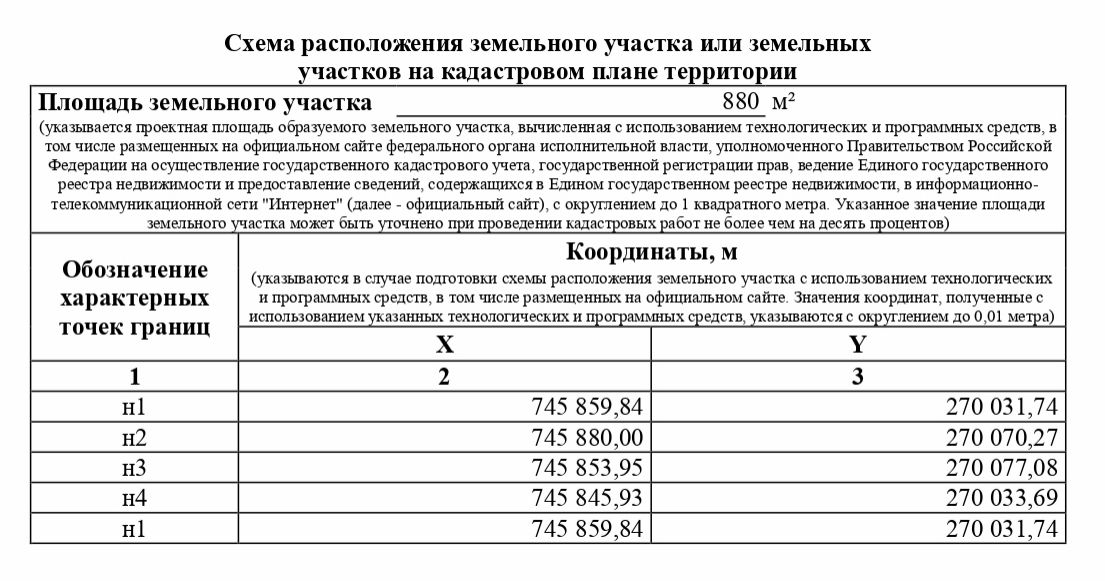 Схема расположения земельного участка или земельных
участков на кадастровом плане территории
Площадь земельного участка 880 м²
(указывается проектная площадь образуемого земельного участка, вычисленная с использованием технологических и программных средств, в
том числе размещенных на официальном сайте федерального органа исполнительной власти, уполномоченного Правительством Российской
Федерации на осуществление государственного кадастрового учета, государственной регистрации прав, ведение Единого государственного
реестра недвижимости и предоставление сведений, содержащихся в Едином государственном реестре недвижимости, в информационно-
телекоммуникационной сети "Интернет" (далее - официальный сайт), с округлением до 1 квадратного метра. Указанное значение площади
земельного участка может быть уточнено при проведении кадастровых работ не более чем на десять процентов)
Обозначение
характерных
точек границ
Координаты, м
(указываются в случае подготовки схемы расположения земельного участка с использованием технологических
и программных средств, в том числе размещенных на официальном сайте. Значения координат, полученные с
использованием указанных технологических и программных средств, указываются с округлением до 0,01 метра)
X Y
1 2 3
н1 745 859,84 270 031,74
н2 745 880,00 270 070,27
н3 745 853,95 270 077,08
н4 745 845,93 270 033,69
н1 745 859,84 270 031,74